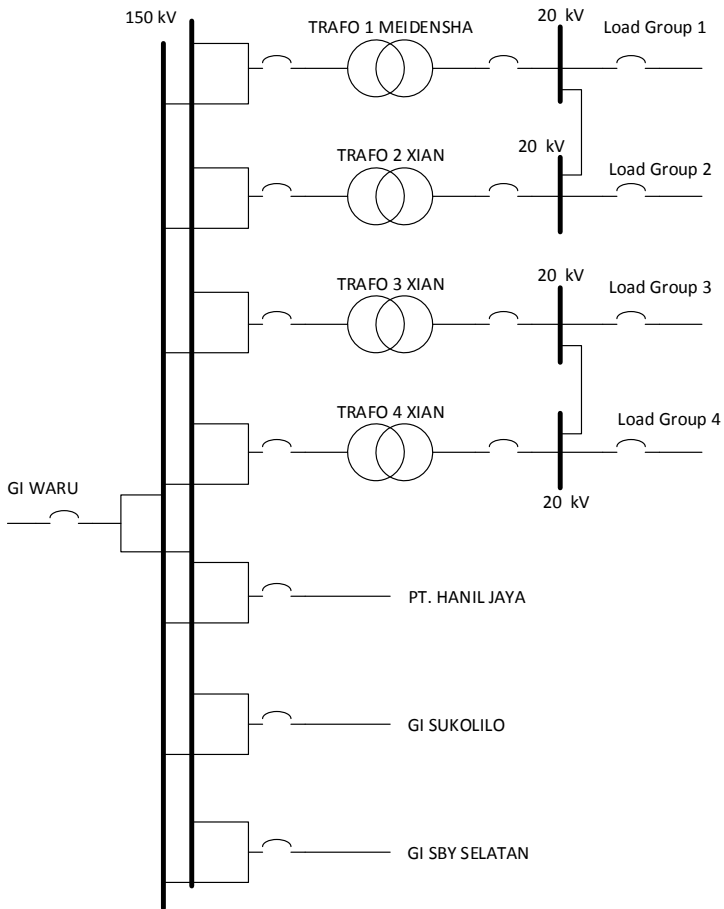 150 kV
TRAFO 1 MEIDENSHA
20 kV
Load Group 1
TRAFO 2 XIAN
20 kV
Load Group 2
TRAFO 3 XIAN
20 kV
Load Group 3
TRAFO 4 XIAN
Load Group 4
20 kV
GI WARU
PT. HANIL JAYA
GI SUKOLILO
GI SBY SELATAN